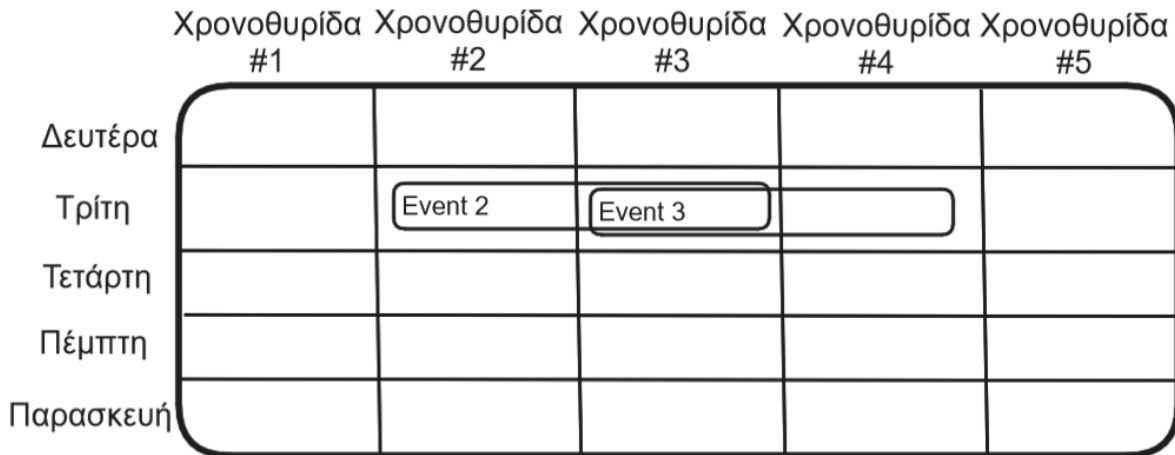 Χρονοθυρίδα Χρονοθυρίδα Χρονοθυρίδα Χρονοθυρίδα Χρονοθυρίδα
#1 #2 #3 #4 #5
Δευτέρα
Τρίτη Event 2 Event 3
Τετάρτη
Πέμπτη
Παρασκευή